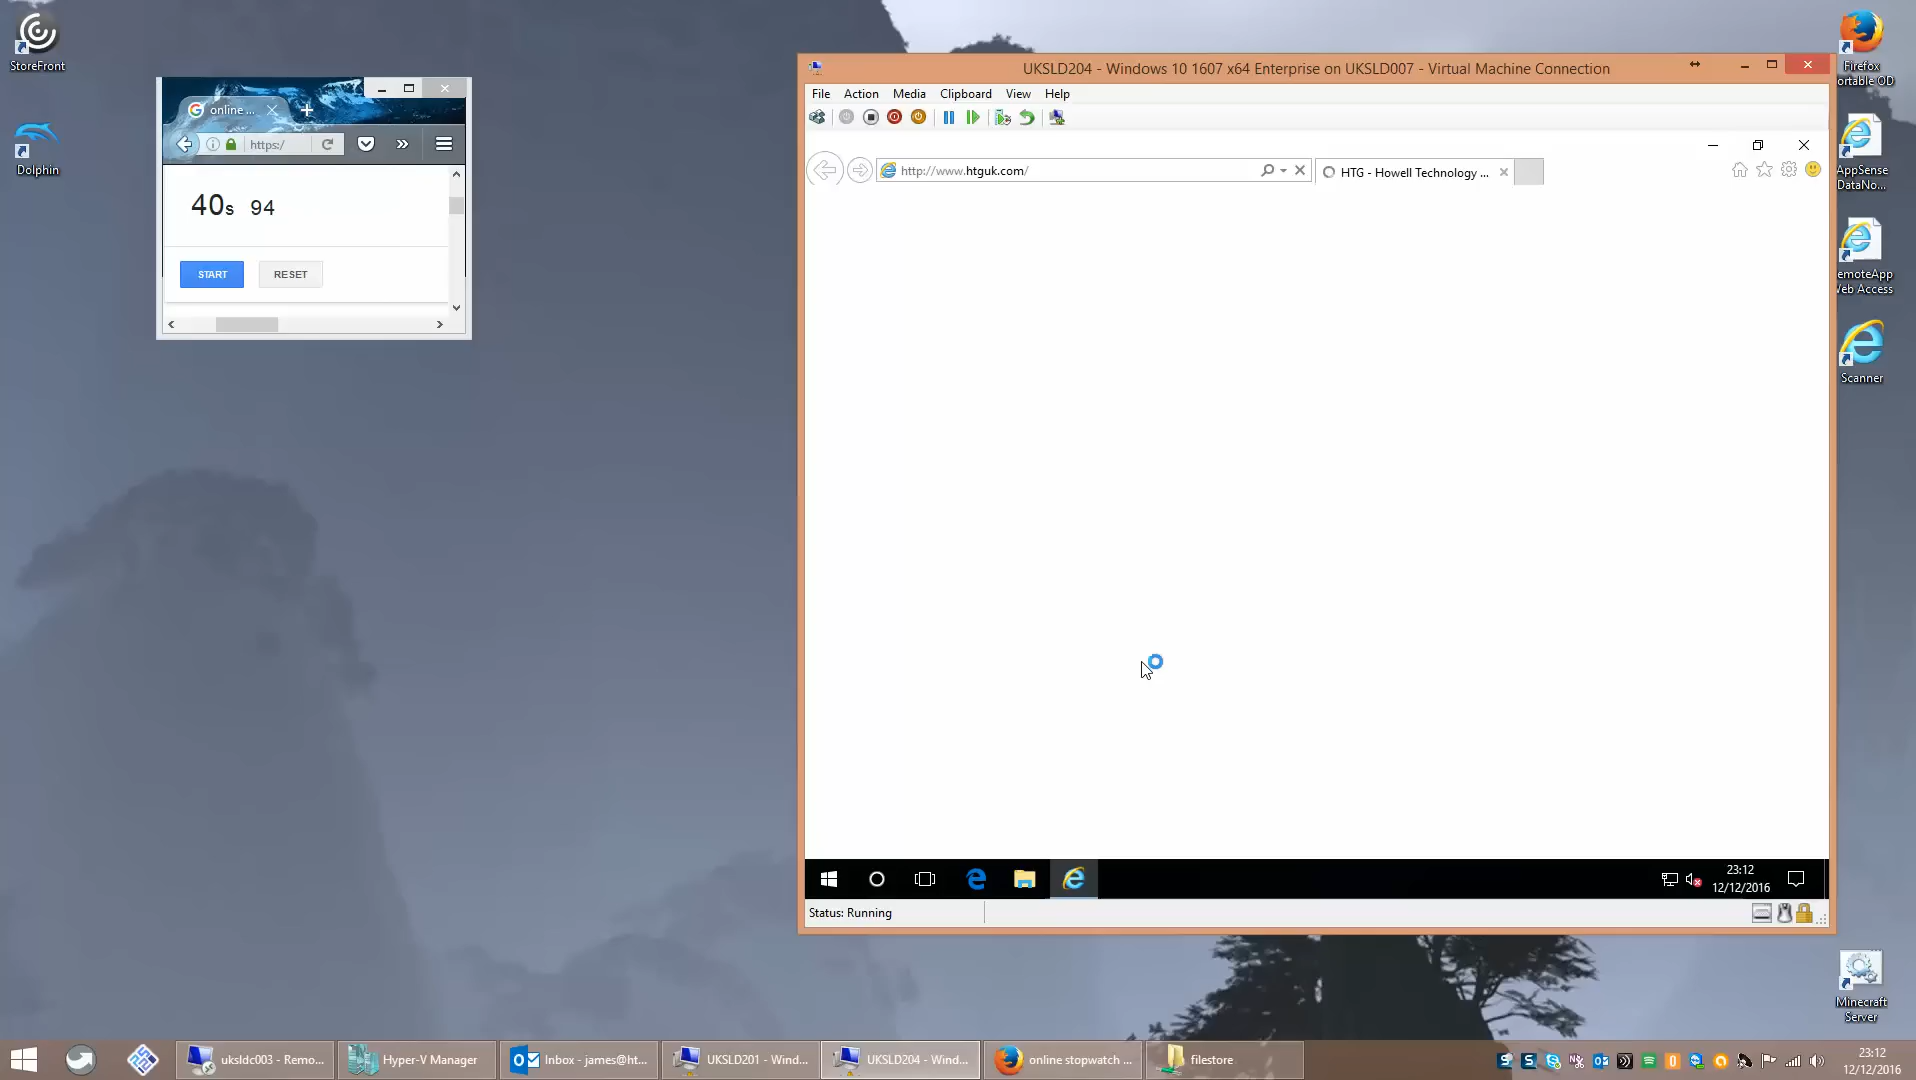 StoreFront
Dolphin
online ...
https:/
40s 94
START
RESET
UKSLD204 - Windows 10 1607 x64 Enterprise on UKSLD007 - Virtual Machine Connection
File Action Media Clipboard View Help
http://www.htguk.com/
HTG - Howell Technology ...
23:12
12/12/2016
Status: Running
Firefox
ortable OD
AppSense
DataNo...
emoteApp
Web Access
Scanner
Minecraft
Server
uksldc003 - Remo...
Hyper-V Manager
Inbox - james@ht...
UKSLD201 - Wind...
UKSLD204 - Wind...
online stopwatch ...
filestore
23:12
12/12/2016